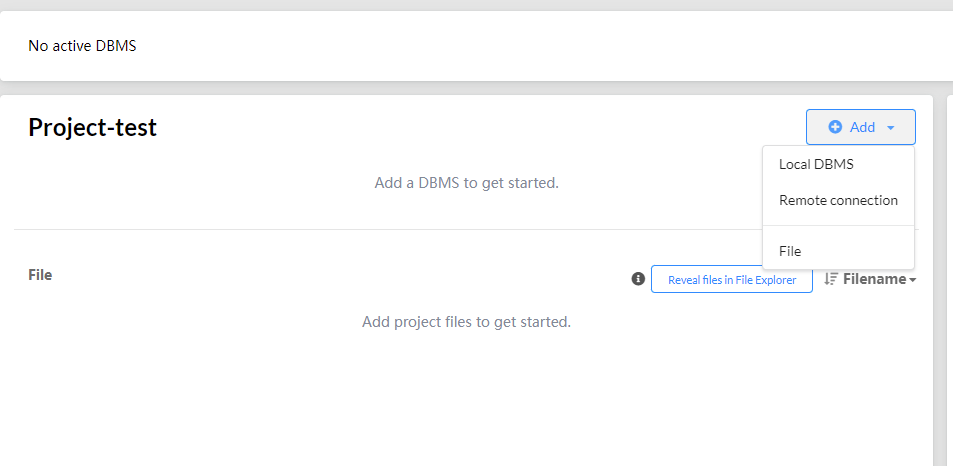 No active DBMS
Project-test
Add
Local DBMS
Add a DBMS to get started.
Remote connection
File
File
Reveal files in File Explorer
Filename
Add project files to get started.